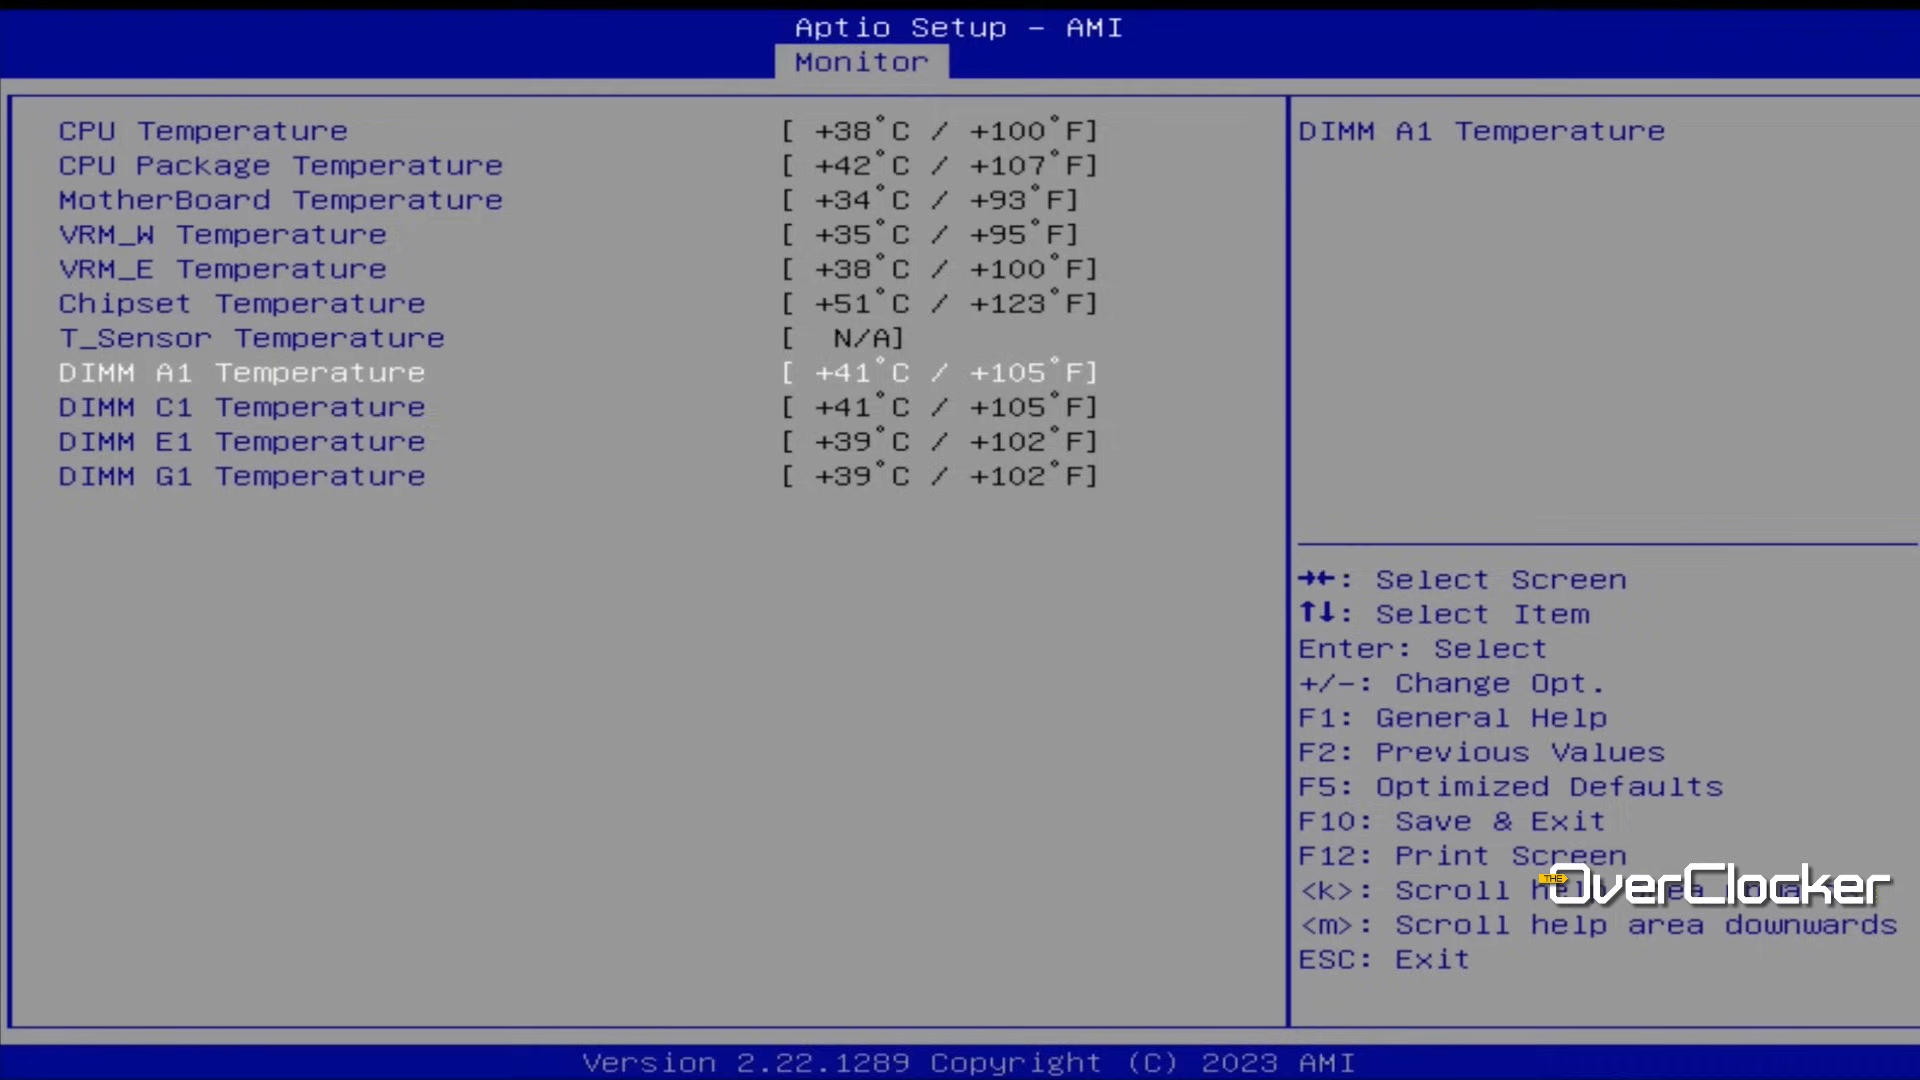 Aptio Setup - AMI
Monitor
CPU Temperature [ +38°C / +100°F]
CPU Package Temperature [ +42°C / +107°F]
MotherBoard Temperature [ +34°C / +93°F]
VRM_W Temperature [ +35°C / +95°F]
VRM_E Temperature [ +38°C / +100°F]
Chipset Temperature [ +51°C / +123°F]
T_Sensor Temperature [ N/A]
DIMM A1 Temperature [ +41°C / +105°F]
DIMM C1 Temperature [ +41°C / +105°F]
DIMM E1 Temperature [ +39°C / +102°F]
DIMM G1 Temperature [ +39°C / +102°F]
DIMM A1 Temperature
→←: Select Screen
↑↓: Select Item
Enter: Select
+/-: Change Opt.
F1: General Help
F2: Previous Values
F5: Optimized Defaults
F10: Save & Exit
F12: Print Screen
<k>: Scroll help area
THE OverClocker
<m>: Scroll help area downwards
ESC: Exit
Version 2.22.1289 Copyright (C) 2023 AMI